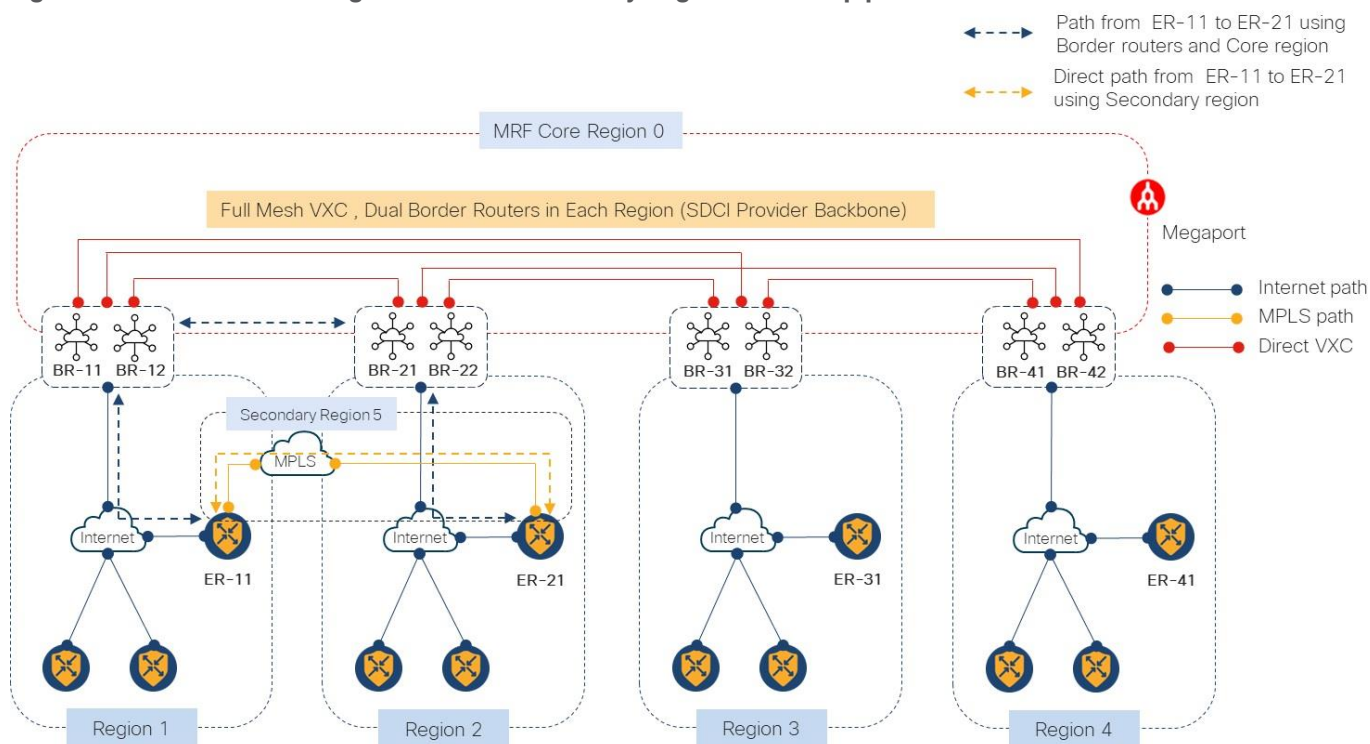 Path from ER-11 to ER-21 using
Border routers and Core region
Direct path from ER-11 to ER-21
using Secondary region
MRF Core Region 0
Full Mesh VXC , Dual Border Routers in Each Region (SDCI Provider Backbone)
Megaport
Internet path
MPLS path
Direct VXC
BR-11 BR-12
BR-21 BR-22
BR-31 BR-32
BR-41 BR-42
Secondary Region 5
MPLS
Internet
Internet
Internet
Internet
ER-11
ER-21
ER-31
ER-41
Region 1
Region 2
Region 3
Region 4